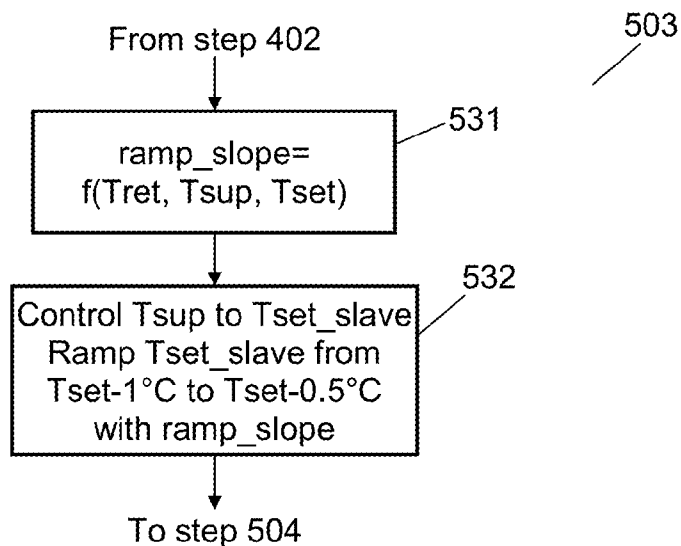 From step 402
503
531
ramp_slope=
f(Tret, Tsup, Tset)
532
Control Tsup to Tset_slave
Ramp Tset_slave from
Tset-1°C to Tset-0.5°C
with ramp_slope
To step 504